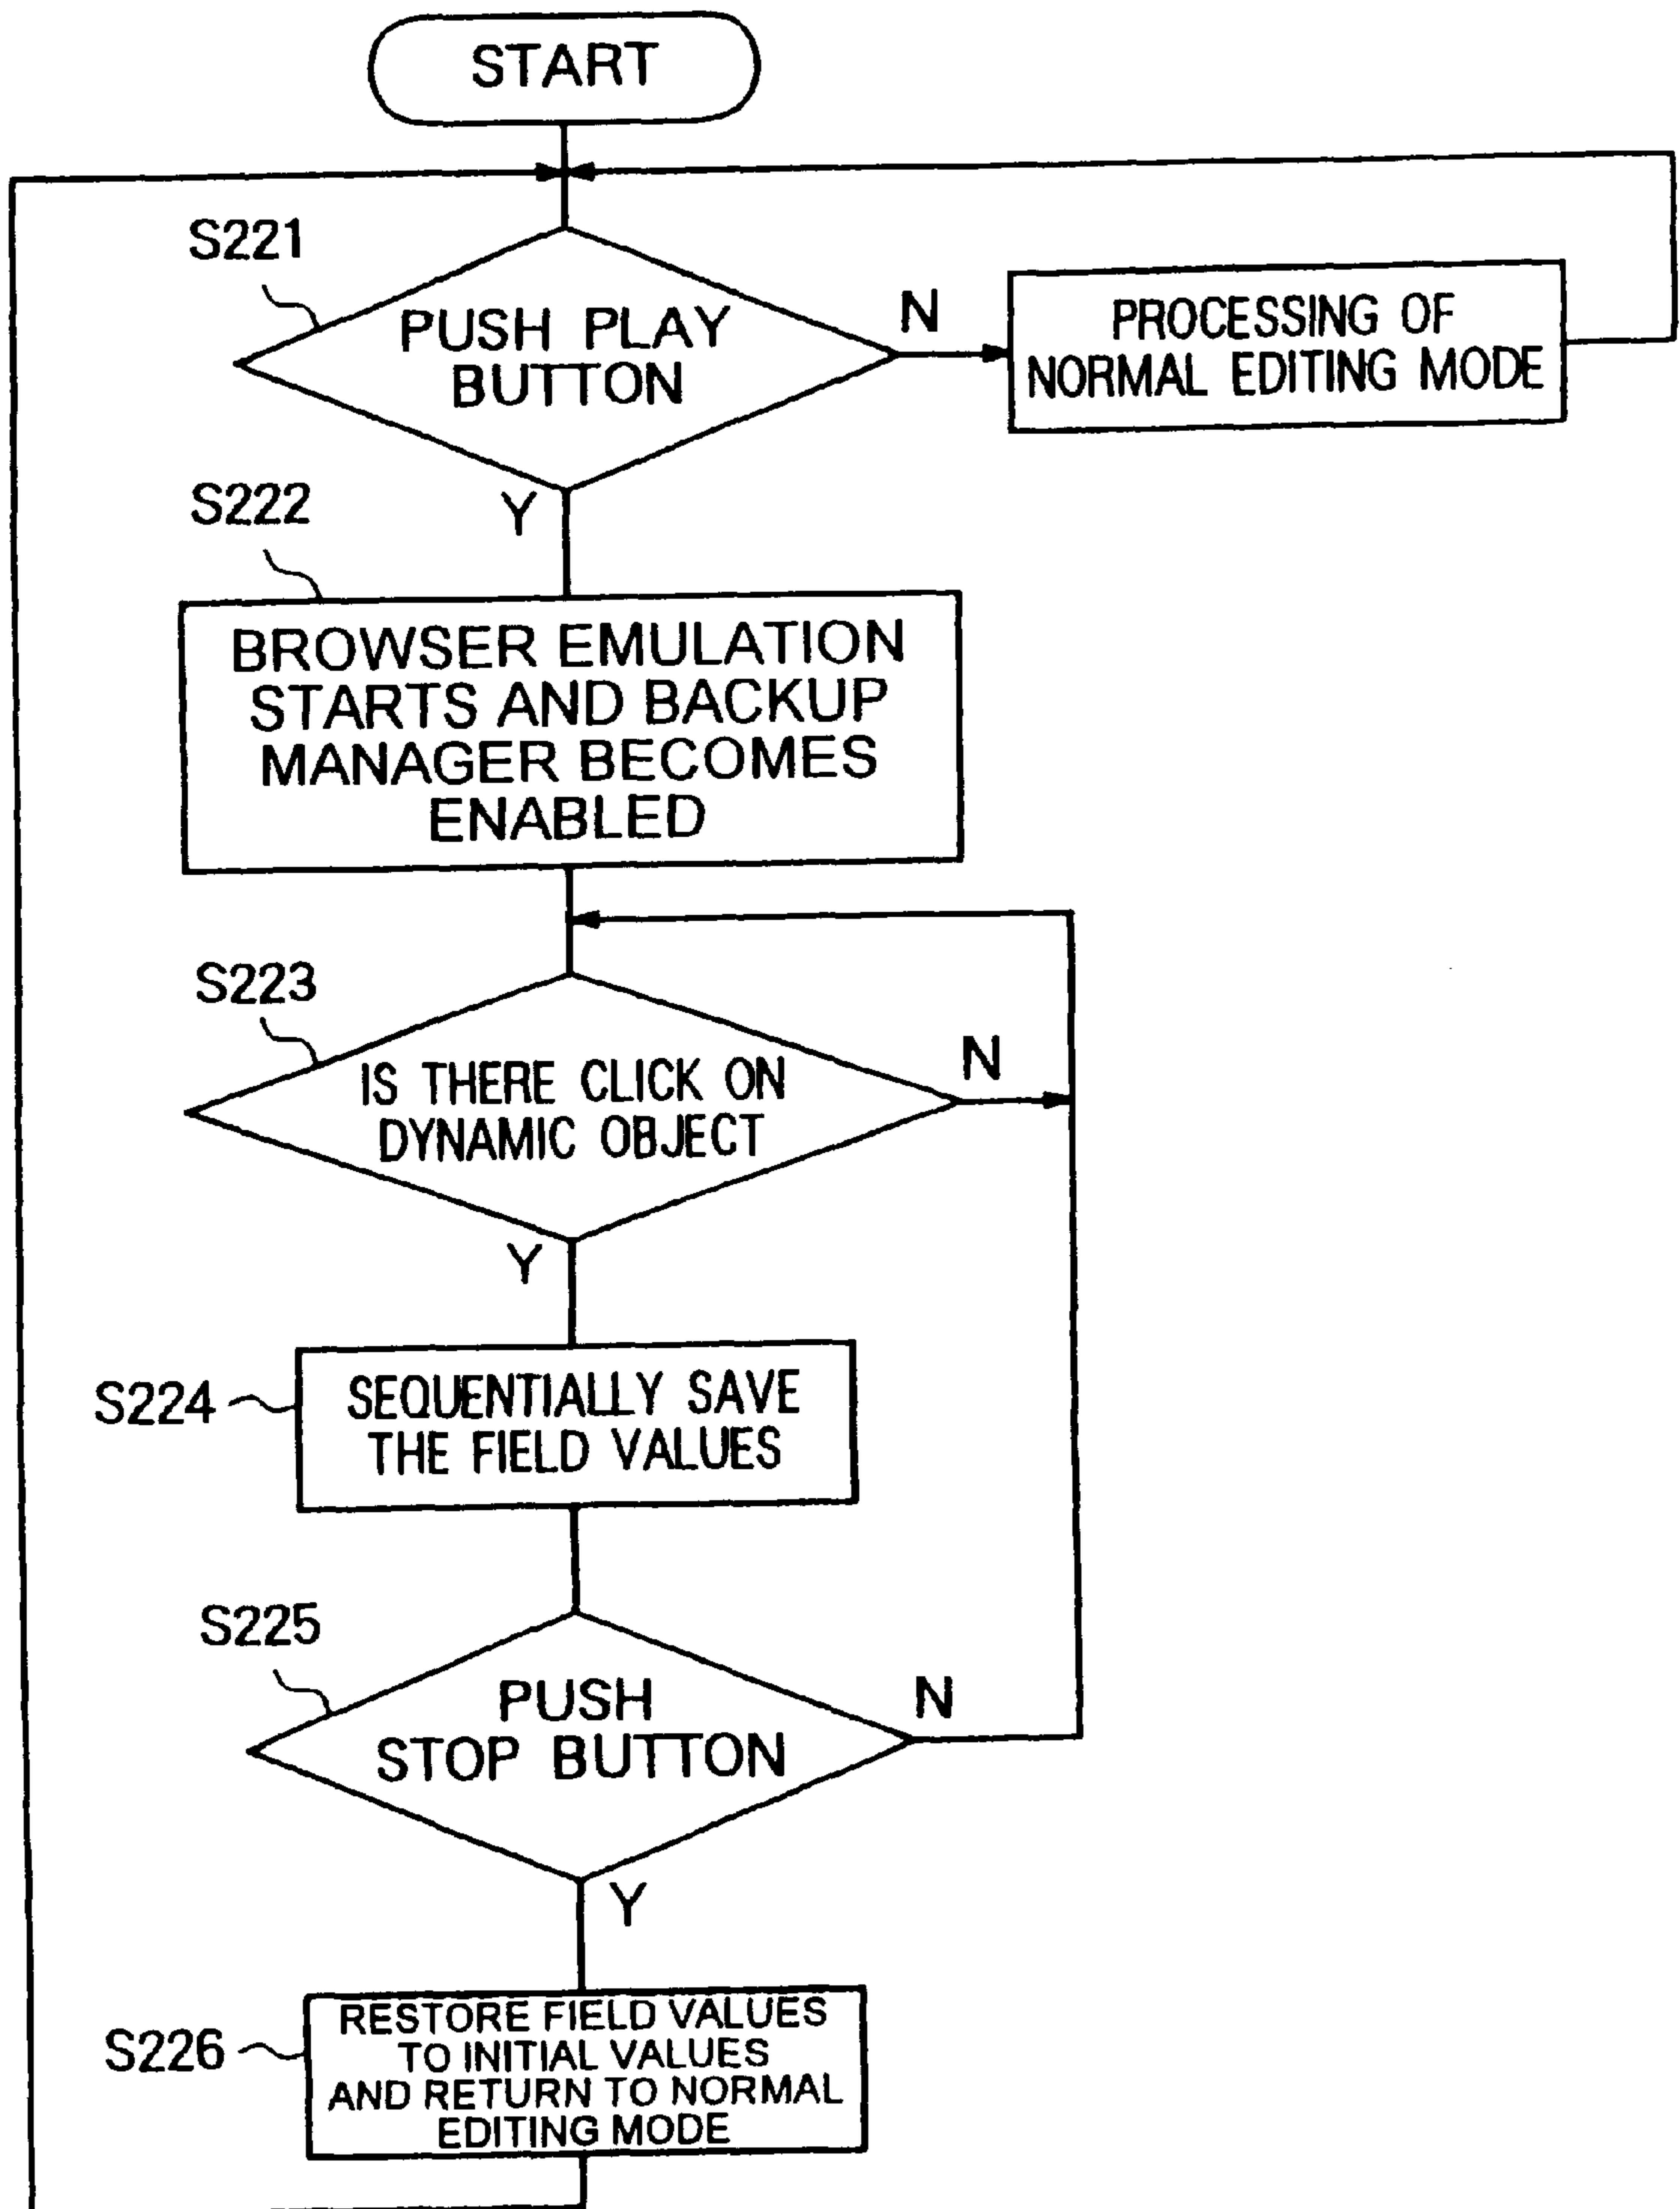 START
S221
PUSH PLAY
BUTTON
N
PROCESSING OF
NORMAL EDITING MODE
Y
S222
BROWSER EMULATION
STARTS AND BACKUP
MANAGER BECOMES
ENABLED
S223
IS THERE CLICK ON
DYNAMIC OBJECT
N
Y
S224
SEQUENTIALLY SAVE
THE FIELD VALUES
S225
PUSH
STOP BUTTON
N
Y
S226
RESTORE FIELD VALUES
TO INITIAL VALUES
AND RETURN TO NORMAL
EDITING MODE